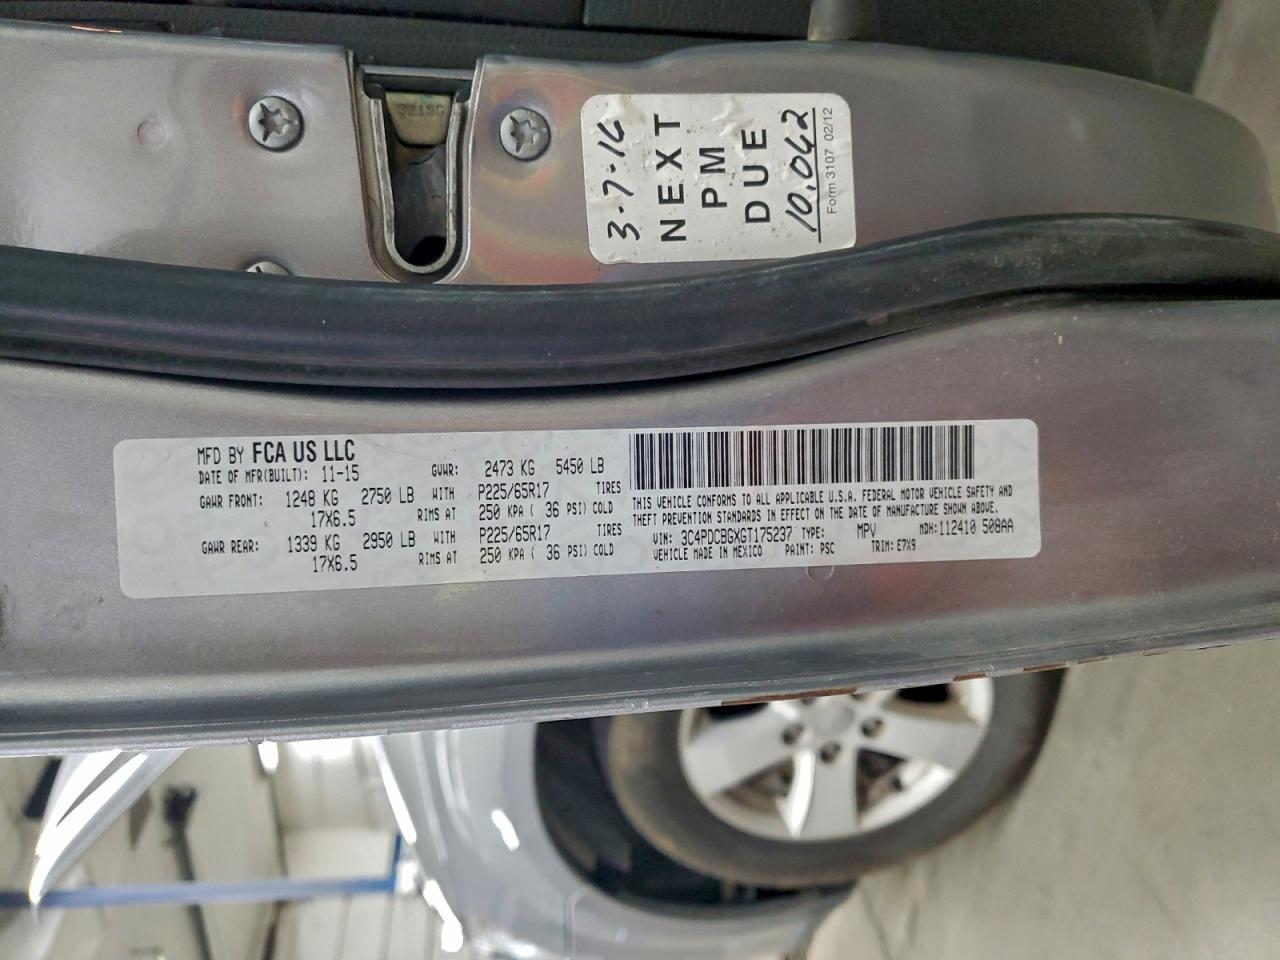 3-7-16
NEXT
PM
DUE
10,042
Form 3107 02/12
MFD BY FCA US LLC
DATE OF MFR(BUILT): 11-15 GVWR: 2473 KG 5450 LB
GAWR FRONT: 1248 KG 2750 LB WITH P225/65R17 TIRES
17X6.5 RIMS AT 250 KPA ( 36 PSI) COLD
GAWR REAR: 1339 KG 2950 LB WITH P225/65R17 TIRES
17X6.5 RIMS AT 250 KPA ( 36 PSI) COLD
THIS VEHICLE CONFORMS TO ALL APPLICABLE U.S.A. FEDERAL MOTOR VEHICLE SAFETY AND
THEFT PREVENTION STANDARDS IN EFFECT ON THE DATE OF MANUFACTURE SHOWN ABOVE.
VIN: 3C4PDCBGXGT175237 TYPE: MPV MDH:112410 508AA
VEHICLE MADE IN MEXICO PAINT: PSC TRIM: E7X9